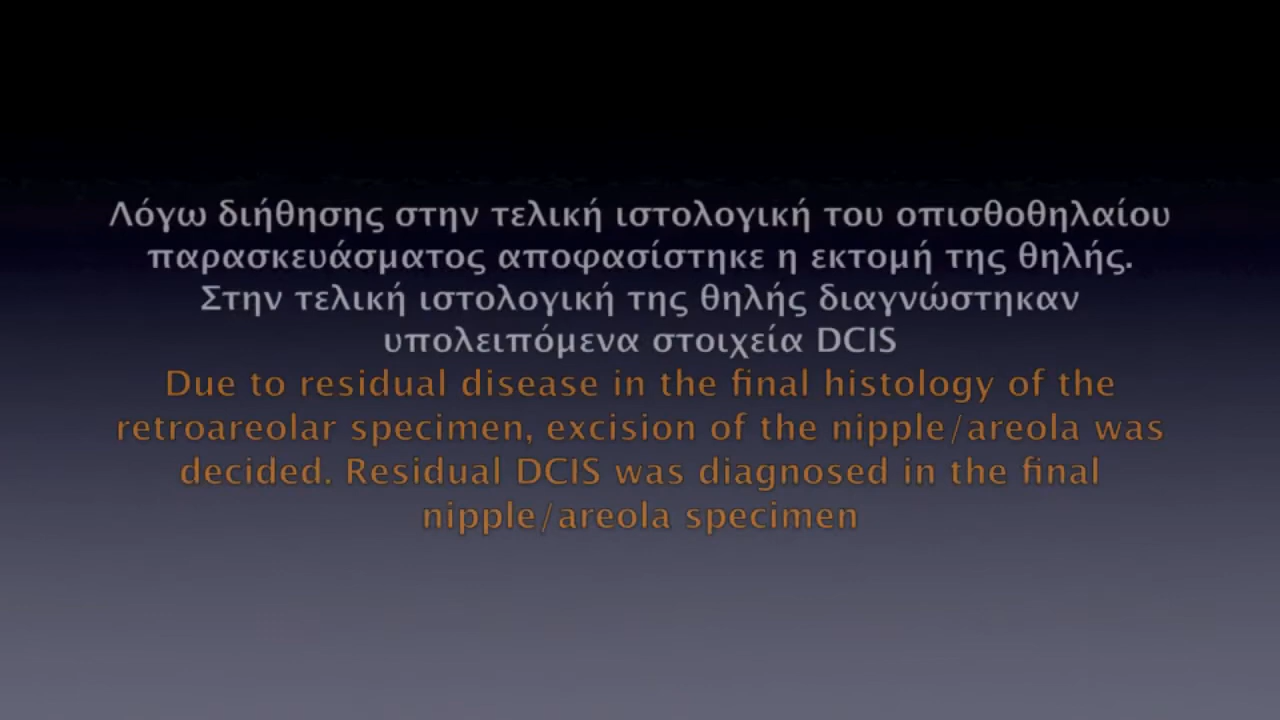 Λόγω διήθησης στην τελική ιστολογική του οπισθοθηλαίου
παρασκευάσματος αποφασίστηκε η εκτομή της θηλής.
Στην τελική ιστολογική της θηλής διαγνώστηκαν
υπολειπόμενα στοιχεία DCIS
Due to residual disease in the final histology of the
retroareolar specimen, excision of the nipple/areola was
decided. Residual DCIS was diagnosed in the final
nipple/areola specimen